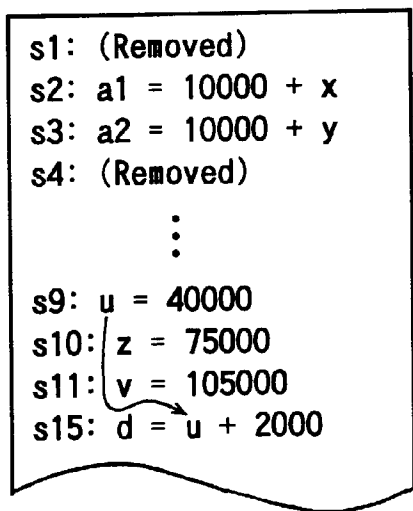 s1: (Removed)
s2: a1 = 10000 + x
s3: a2 = 10000 + y
s4: (Removed)
⋮
s9: u = 40000
s10: z = 75000
s11: v = 105000
s15: d = u + 2000